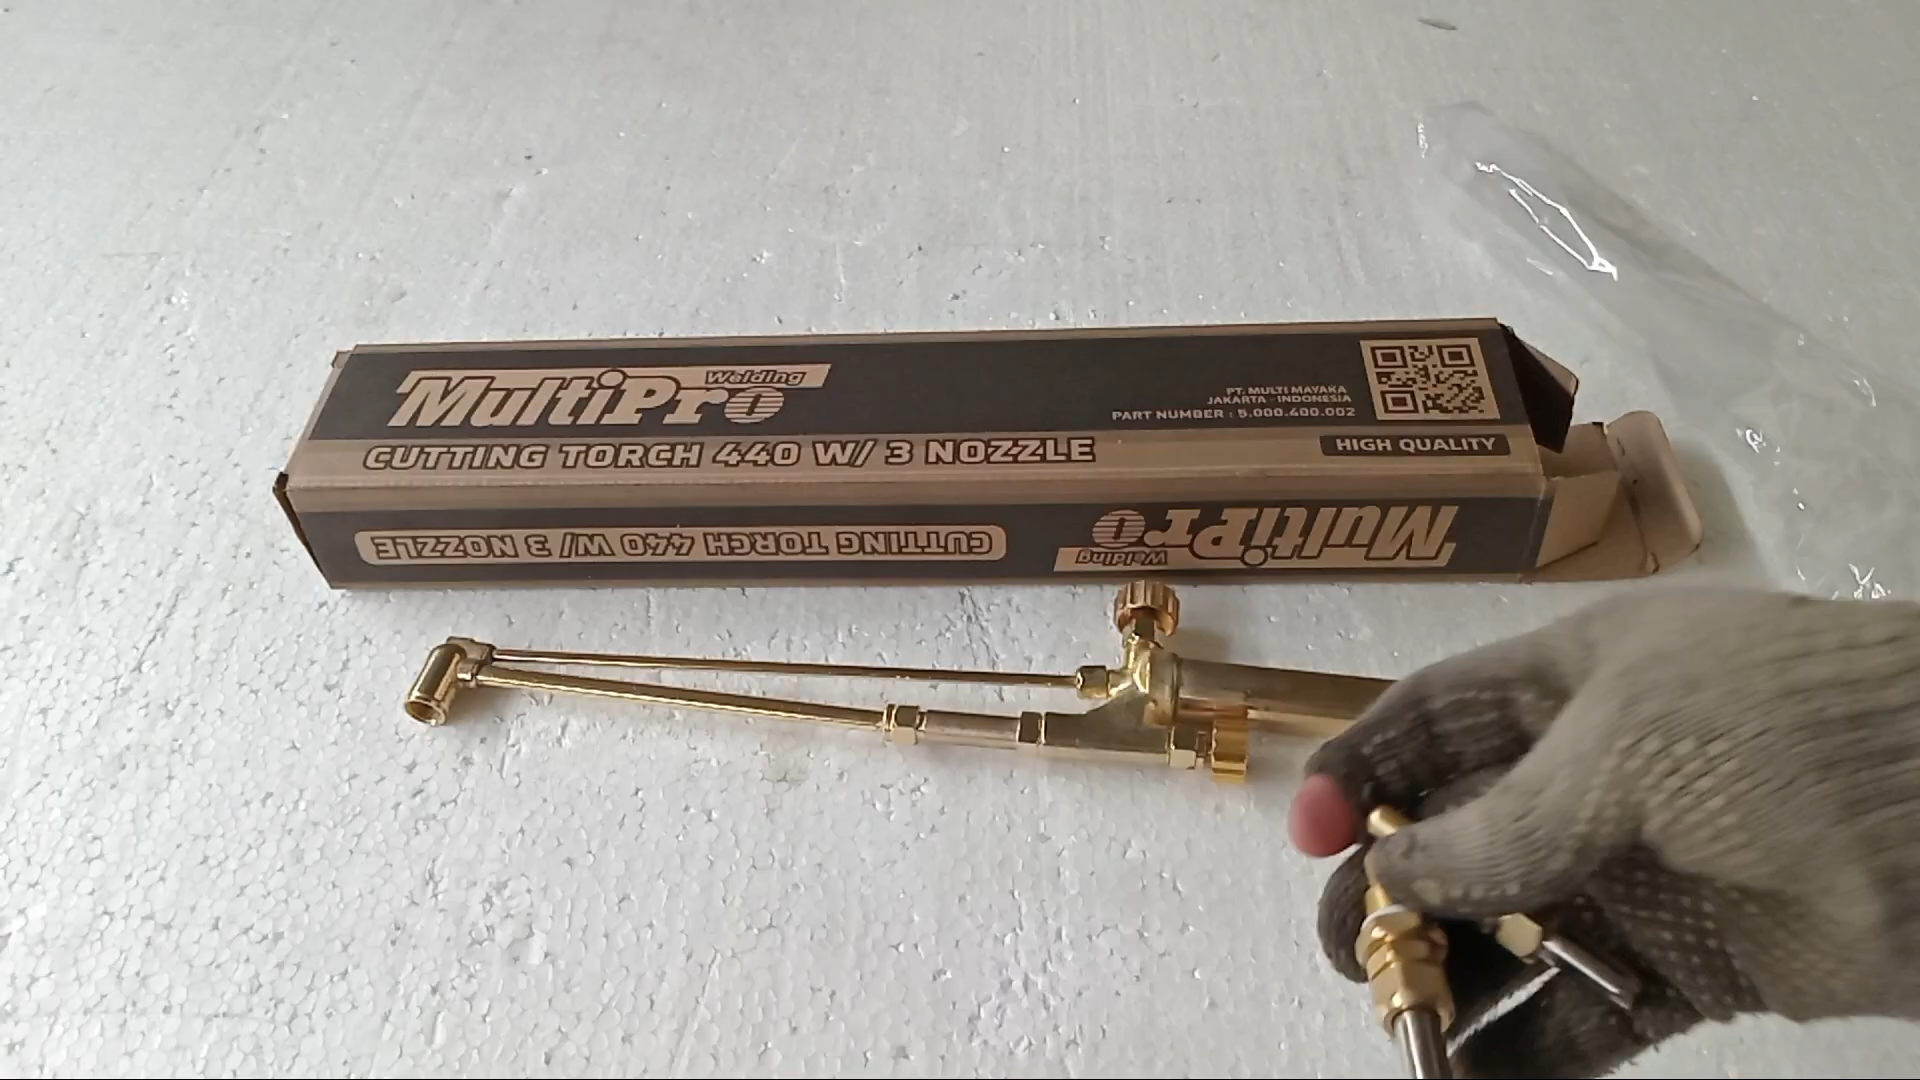 MultiPro Welding
PT. MULTI MAYAKA
JAKARTA - INDONESIA
PART NUMBER : 5.000.400.002
CUTTING TORCH 440 W/ 3 NOZZLE
HIGH QUALITY
MultiPro Welding
CUTTING TORCH 440 W/ 3 NOZZLE